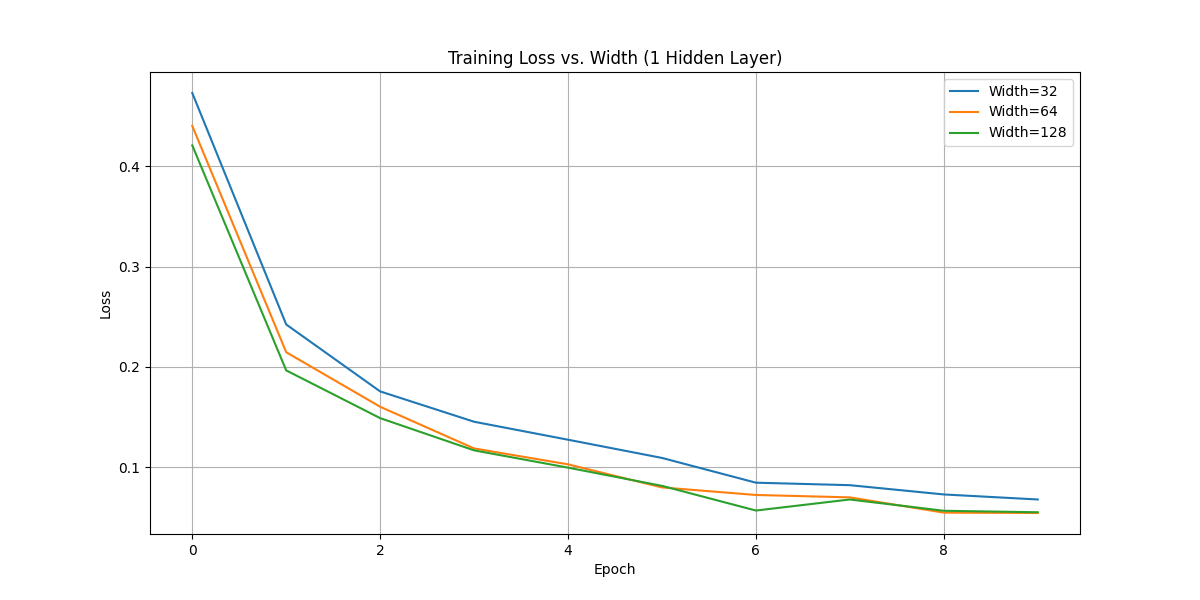 Training Loss vs. Width (1 Hidden Layer)
Width=32
Width=64
Width=128
0.4
0.3
0.2
0.1
Loss
0 2 4 6 8
Epoch